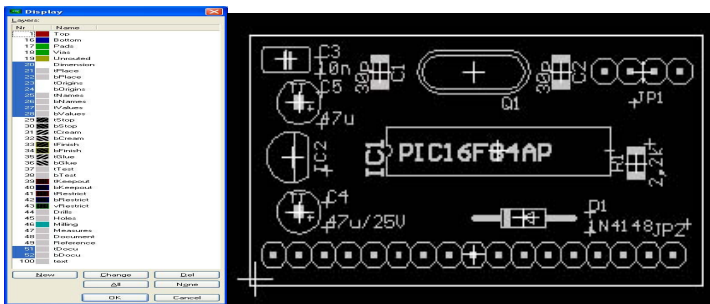 Display
Layers:
Nr Name
1 Top
16 Bottom
17 Pads
18 Vias
19 Unrouted
20 Dimension
21 tPlace
22 bPlace
23 tOrigins
24 bOrigins
25 tNames
26 bNames
27 tValues
28 bValues
29 tStop
30 bStop
31 tCream
32 bCream
33 tFinish
34 bFinish
35 tGlue
36 bGlue
37 tTest
38 bTest
39 tKeepout
40 bKeepout
41 tRestrict
42 bRestrict
43 vRestrict
44 Drills
45 Holes
46 Milling
47 Measures
48 Document
49 Reference
51 tDocu
52 bDocu
100 text
New Change Del
All None
OK Cancel
C3
10n
30p
C1
Q1
30p
C2
JP1
C5
47u
IC2
IC1
PIC16F84AP
R1
2,2k
C4
47u/25V
D1
1N4148
JP2